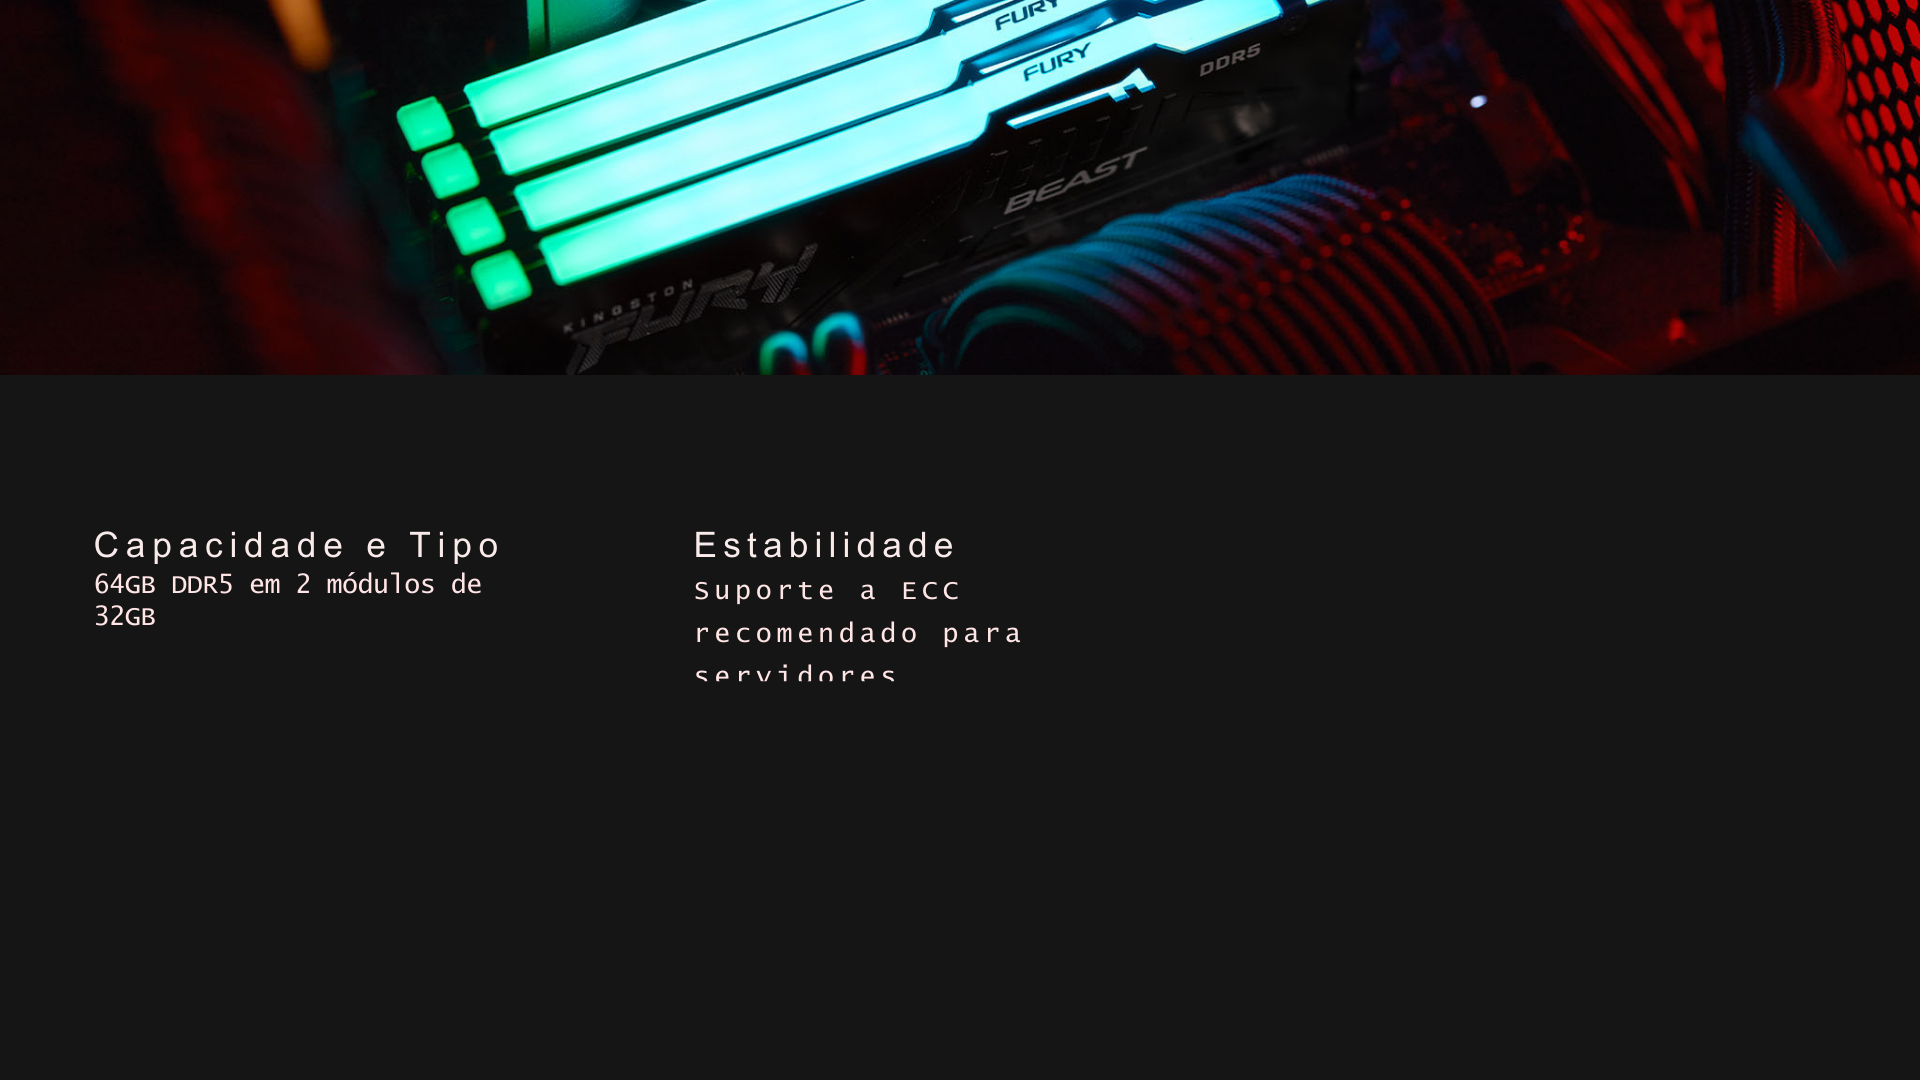 FURY
FURY
DDR5
BEAST
KINGSTON
FURY
Capacidade e Tipo
64GB DDR5 em 2 módulos de
32GB
Estabilidade
Suporte a ECC
recomendado para
servidores